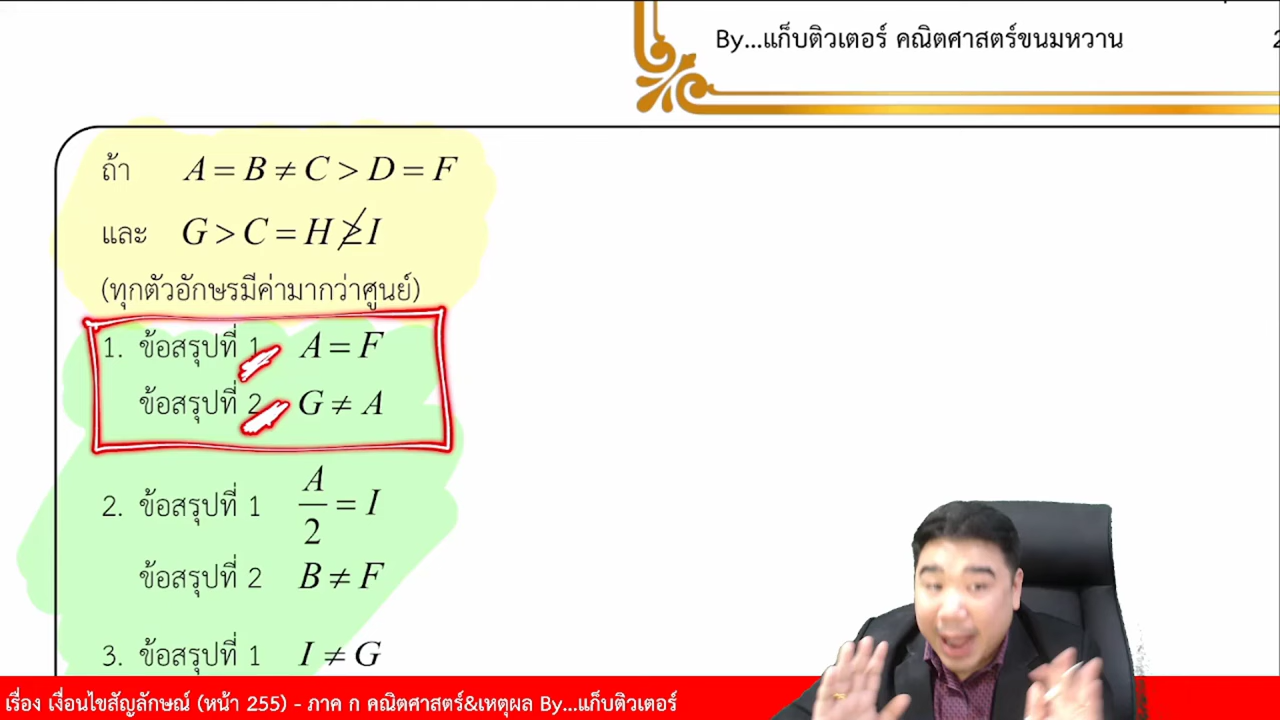 By...แก็บติวเตอร์ คณิตศาสตร์ขนมหวาน
ถ้า A = B ≠ C > D = F
และ G > C = H ≱ I
(ทุกตัวอักษรมีค่ามากว่าศูนย์)
1. ข้อสรุปที่ 1 A = F
ข้อสรุปที่ 2 G ≠ A
2. ข้อสรุปที่ 1 A/2 = I
ข้อสรุปที่ 2 B ≠ F
3. ข้อสรุปที่ 1 I ≠ G
เรื่อง เงื่อนไขสัญลักษณ์ (หน้า 255) - ภาค ก คณิตศาสตร์&เหตุผล By...แก็บติวเตอร์